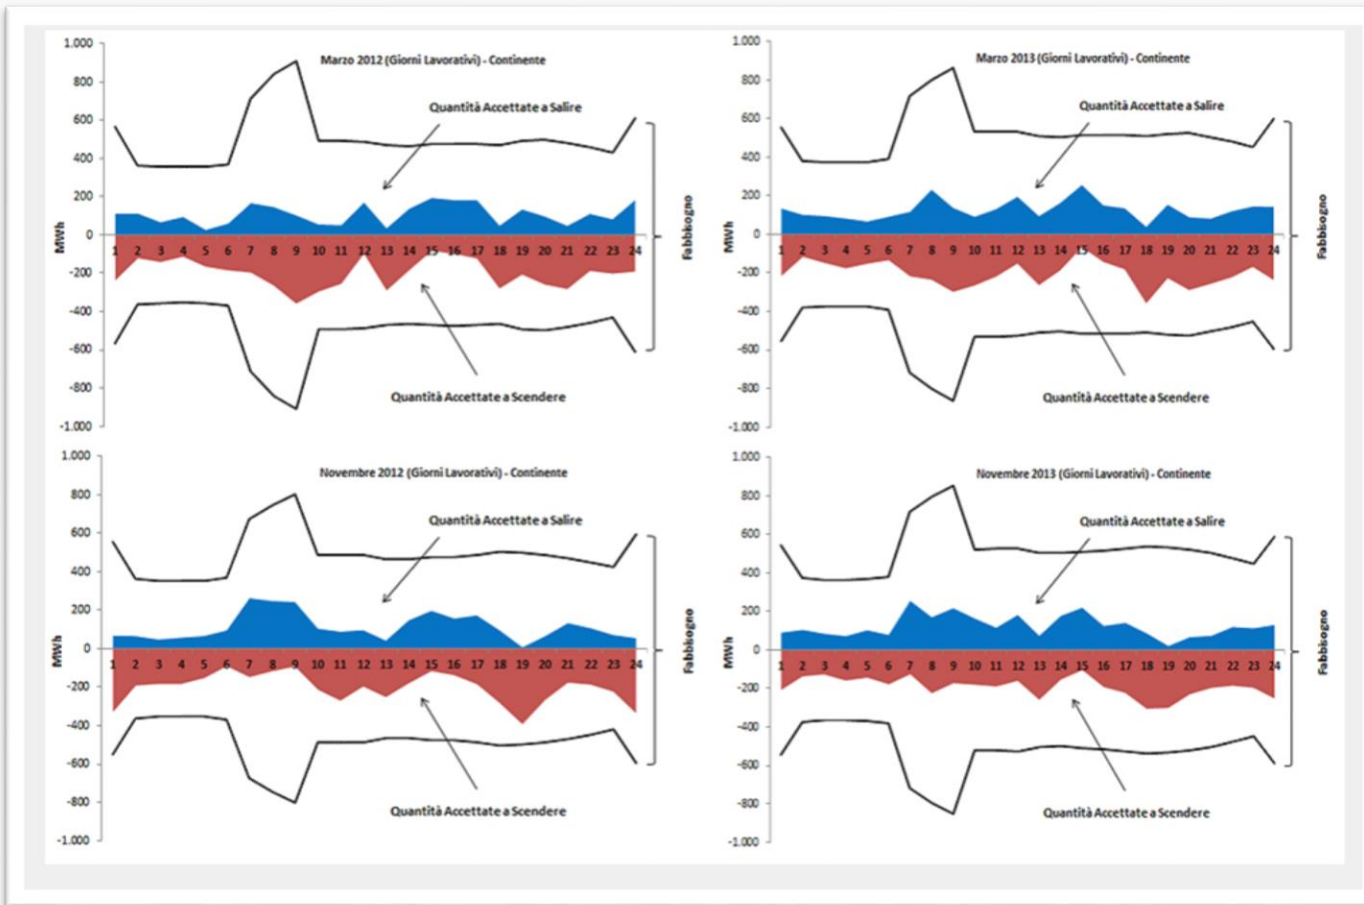 Marzo 2012 (Giorni Lavorativi) - Continente
1.000
800
600
400
200
0
-200
-400
-600
-800
-1.000
MWh
Quantità Accettate a Salire
1 2 3 4 5 6 7 8 9 10 11 12 13 14 15 16 17 18 19 20 21 22 23 24
Quantità Accettate a Scendere
Fabbisogno
Marzo 2013 (Giorni Lavorativi) - Continente
1.000
800
600
400
200
0
-200
-400
-600
-800
-1.000
MWh
Quantità Accettate a Salire
1 2 3 4 5 6 7 8 9 10 11 12 13 14 15 16 17 18 19 20 21 22 23 24
Quantità Accettate a Scendere
Fabbisogno
Novembre 2012 (Giorni Lavorativi) - Continente
1.000
800
600
400
200
0
-200
-400
-600
-800
-1.000
MWh
Quantità Accettate a Salire
1 2 3 4 5 6 7 8 9 10 11 12 13 14 15 16 17 18 19 20 21 22 23 24
Quantità Accettate a Scendere
Fabbisogno
Novembre 2013 (Giorni Lavorativi) - Continente
1.000
800
600
400
200
0
-200
-400
-600
-800
-1.000
MWh
Quantità Accettate a Salire
1 2 3 4 5 6 7 8 9 10 11 12 13 14 15 16 17 18 19 20 21 22 23 24
Quantità Accettate a Scendere
Fabbisogno